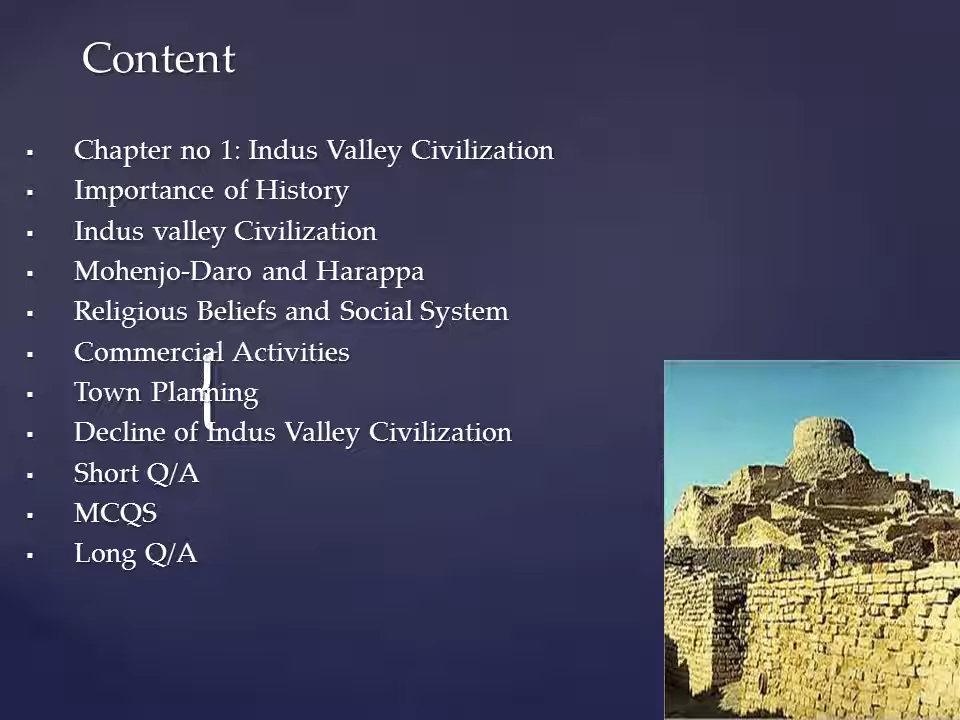 Content
▪ Chapter no 1: Indus Valley Civilization
▪ Importance of History
▪ Indus valley Civilization
▪ Mohenjo-Daro and Harappa
▪ Religious Beliefs and Social System
▪ Commercial Activities
▪ Town Planning
▪ Decline of Indus Valley Civilization
▪ Short Q/A
▪ MCQS
▪ Long Q/A
{